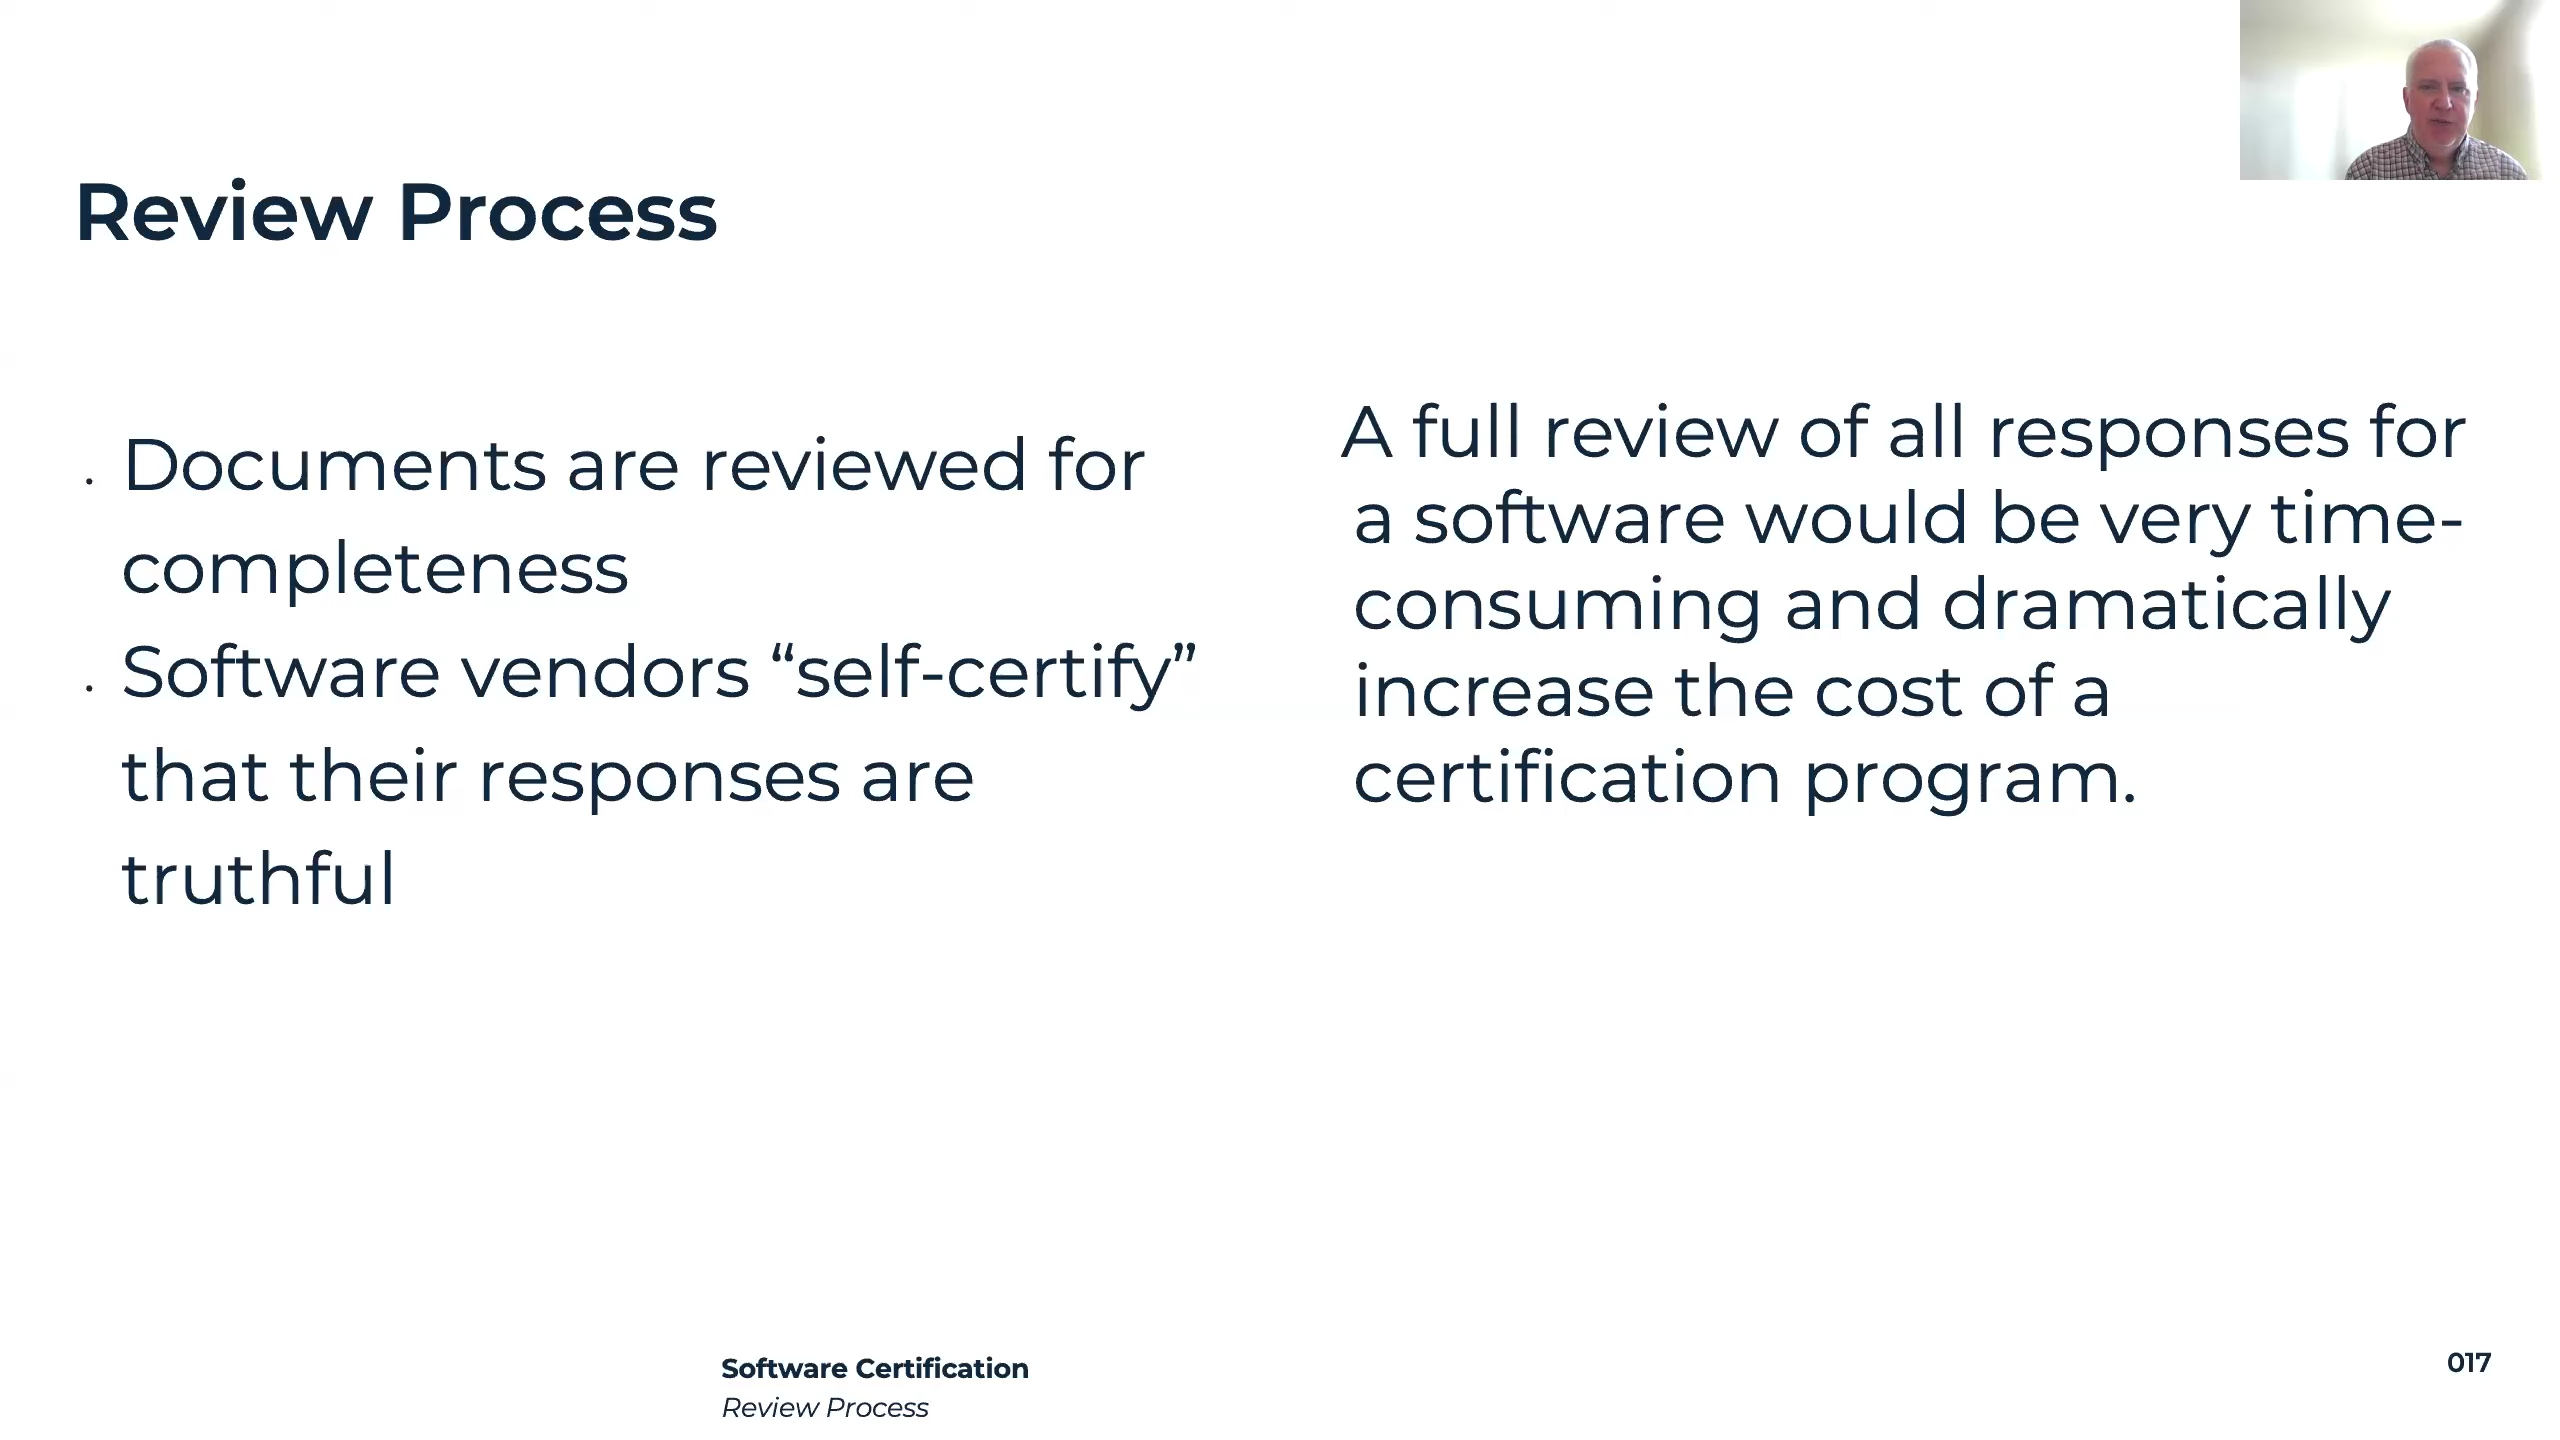 Review Process
. Documents are reviewed for
completeness
. Software vendors “self-certify”
that their responses are
truthful
A full review of all responses for
a software would be very time-
consuming and dramatically
increase the cost of a
certification program.
Software Certification
Review Process
017